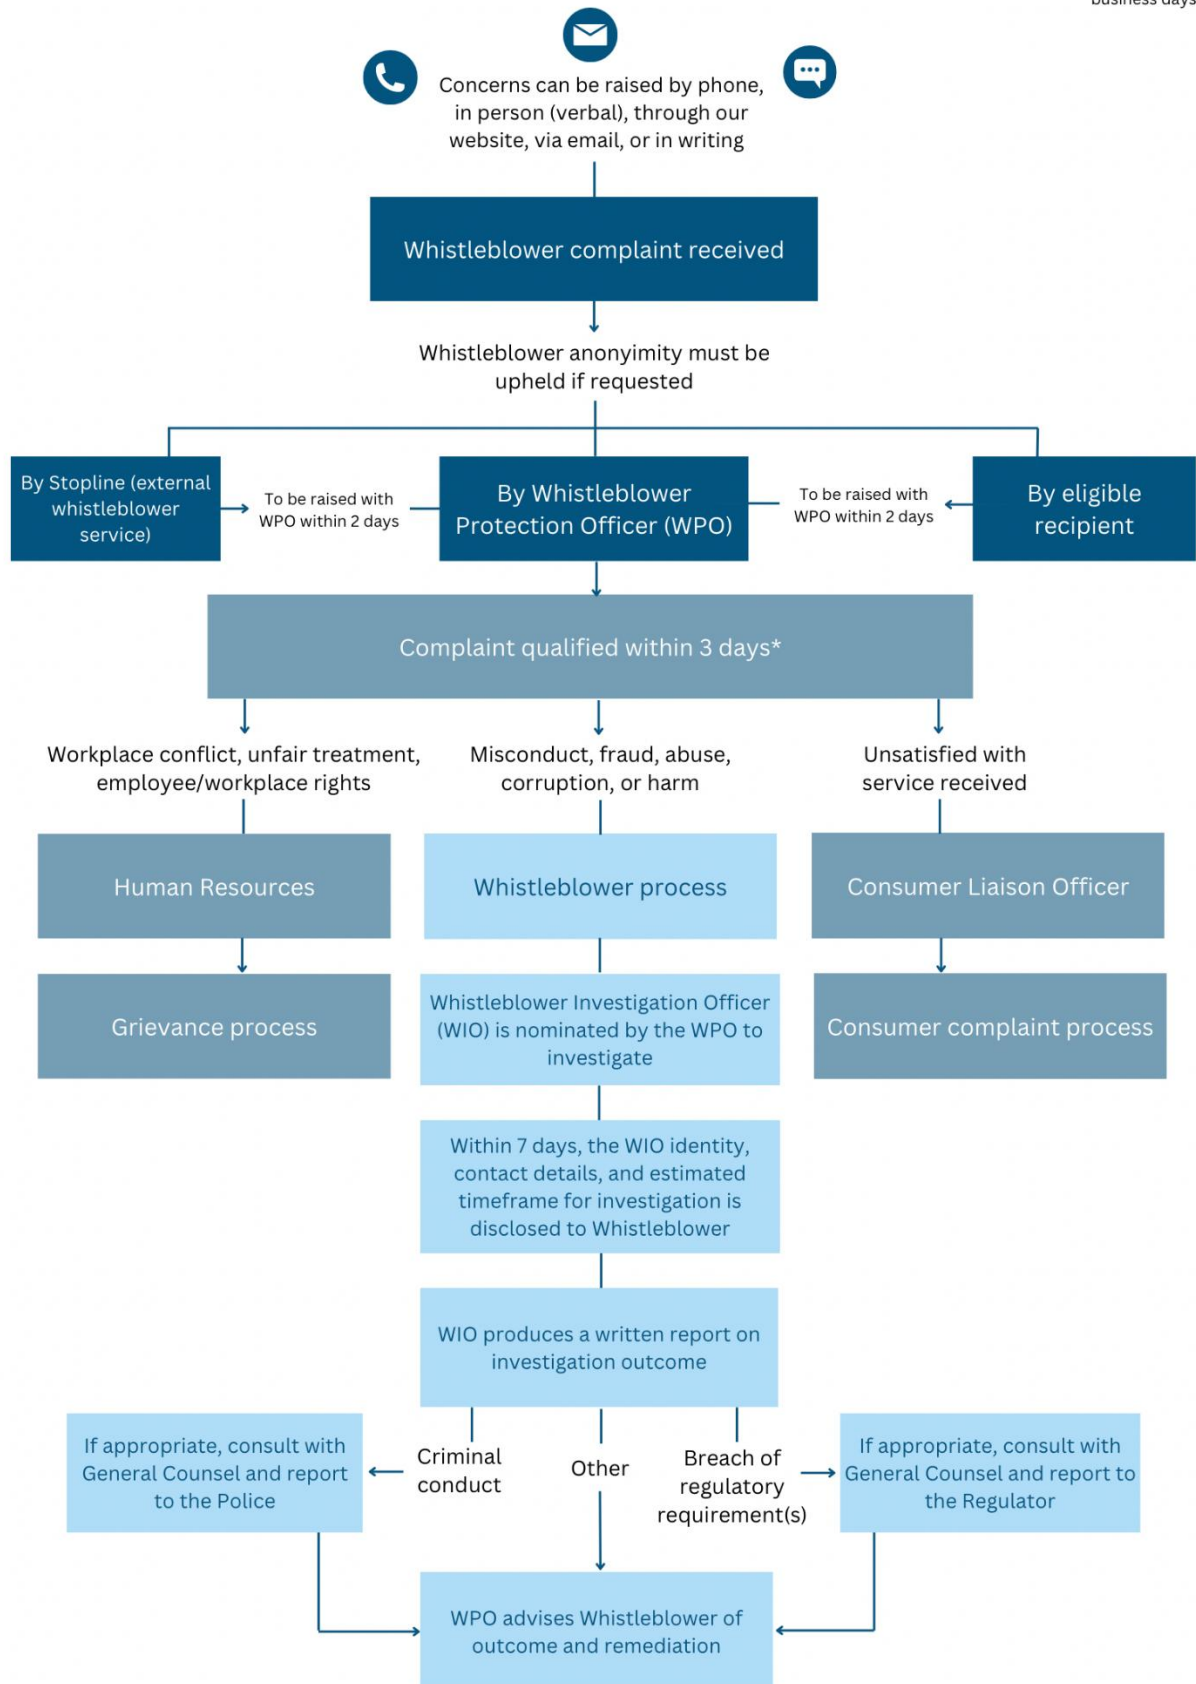 business days
Concerns can be raised by phone,
in person (verbal), through our
website, via email, or in writing
Whistleblower complaint received
Whistleblower anonyimity must be
upheld if requested
By Stopline (external
whistleblower
service)
To be raised with
WPO within 2 days
By Whistleblower
Protection Officer (WPO)
To be raised with
WPO within 2 days
By eligible
recipient
Complaint qualified within 3 days*
Workplace conflict, unfair treatment,
employee/workplace rights
Misconduct, fraud, abuse,
corruption, or harm
Unsatisfied with
service received
Human Resources
Whistleblower process
Consumer Liaison Officer
Grievance process
Whistleblower Investigation Officer
(WIO) is nominated by the WPO to
investigate
Consumer complaint process
Within 7 days, the WIO identity,
contact details, and estimated
timeframe for investigation is
disclosed to Whistleblower
WIO produces a written report on
investigation outcome
If appropriate, consult with
General Counsel and report
to the Police
Criminal
conduct
Other
Breach of
regulatory
requirement(s)
If appropriate, consult with
General Counsel and report to
the Regulator
WPO advises Whistleblower of
outcome and remediation